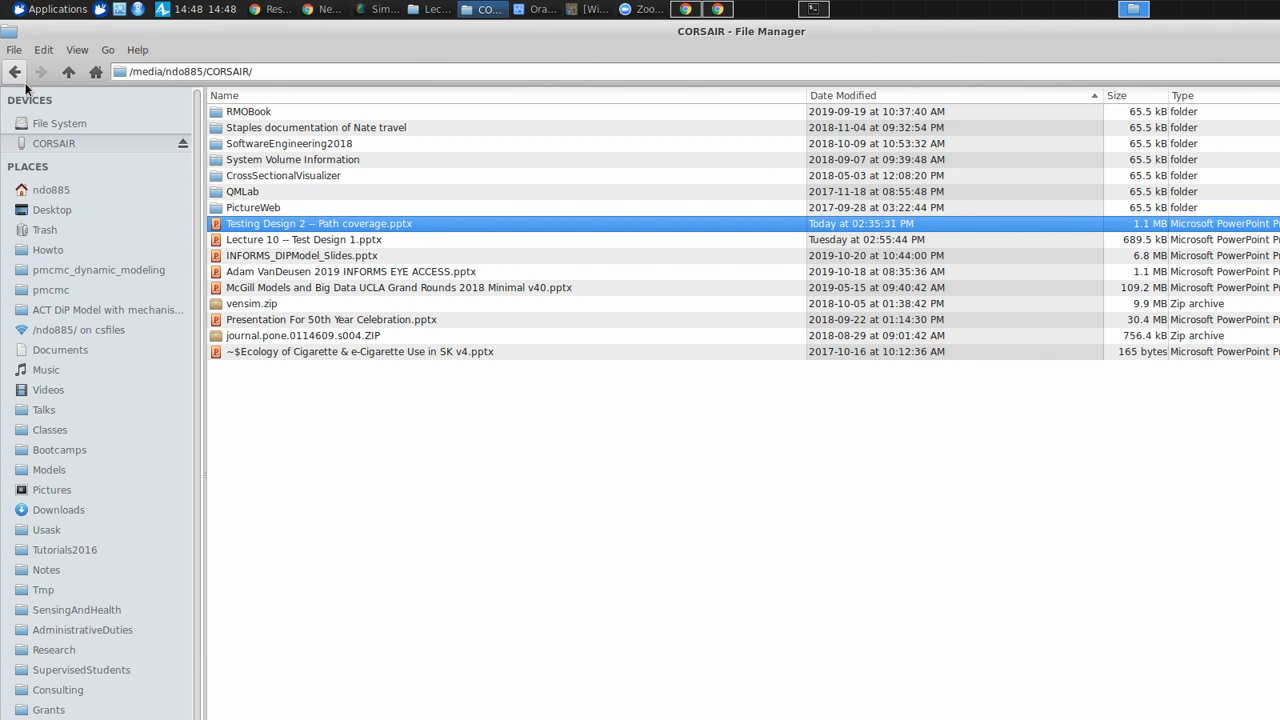 Applications 14:48 14:48 Res... Ne... Sim... Lec... CO... Ora... [Wi... Zoo...
CORSAIR - File Manager
File Edit View Go Help
/media/ndo885/CORSAIR/
DEVICES
File System
CORSAIR
PLACES
ndo885
Desktop
Trash
Howto
pmcmc_dynamic_modeling
pmcmc
ACT DiP Model with mechanis...
/ndo885/ on csfiles
Documents
Music
Videos
Talks
Classes
Bootcamps
Models
Pictures
Downloads
Usask
Tutorials2016
Notes
Tmp
SensingAndHealth
AdministrativeDuties
Research
SupervisedStudents
Consulting
Grants
Name Date Modified Size Type
RMOBook 2019-09-19 at 10:37:40 AM 65.5 kB folder
Staples documentation of Nate travel 2018-11-04 at 09:32:54 PM 65.5 kB folder
SoftwareEngineering2018 2018-10-09 at 10:53:32 AM 65.5 kB folder
System Volume Information 2018-09-07 at 09:39:48 AM 65.5 kB folder
CrossSectionalVisualizer 2018-05-03 at 12:08:20 PM 65.5 kB folder
QMLab 2017-11-18 at 08:55:48 PM 65.5 kB folder
PictureWeb 2017-09-28 at 03:22:44 PM 65.5 kB folder
Testing Design 2 -- Path coverage.pptx Today at 02:35:31 PM 1.1 MB Microsoft PowerPoint Pr
Lecture 10 -- Test Design 1.pptx Tuesday at 02:55:44 PM 689.5 kB Microsoft PowerPoint Pr
INFORMS_DIPModel_Slides.pptx 2019-10-20 at 10:44:00 PM 6.8 MB Microsoft PowerPoint Pr
Adam VanDeusen 2019 INFORMS EYE ACCESS.pptx 2019-10-18 at 08:35:36 AM 1.1 MB Microsoft PowerPoint Pr
McGill Models and Big Data UCLA Grand Rounds 2018 Minimal v40.pptx 2019-05-15 at 09:40:42 AM 109.2 MB Microsoft PowerPoint Pr
vensim.zip 2018-10-05 at 01:38:42 PM 9.9 MB Zip archive
Presentation For 50th Year Celebration.pptx 2018-09-22 at 01:14:30 PM 30.4 MB Microsoft PowerPoint Pr
journal.pone.0114609.s004.ZIP 2018-08-29 at 09:01:42 AM 756.4 kB Zip archive
~$Ecology of Cigarette & e-Cigarette Use in SK v4.pptx 2017-10-16 at 10:12:36 AM 165 bytes Microsoft PowerPoint Pr